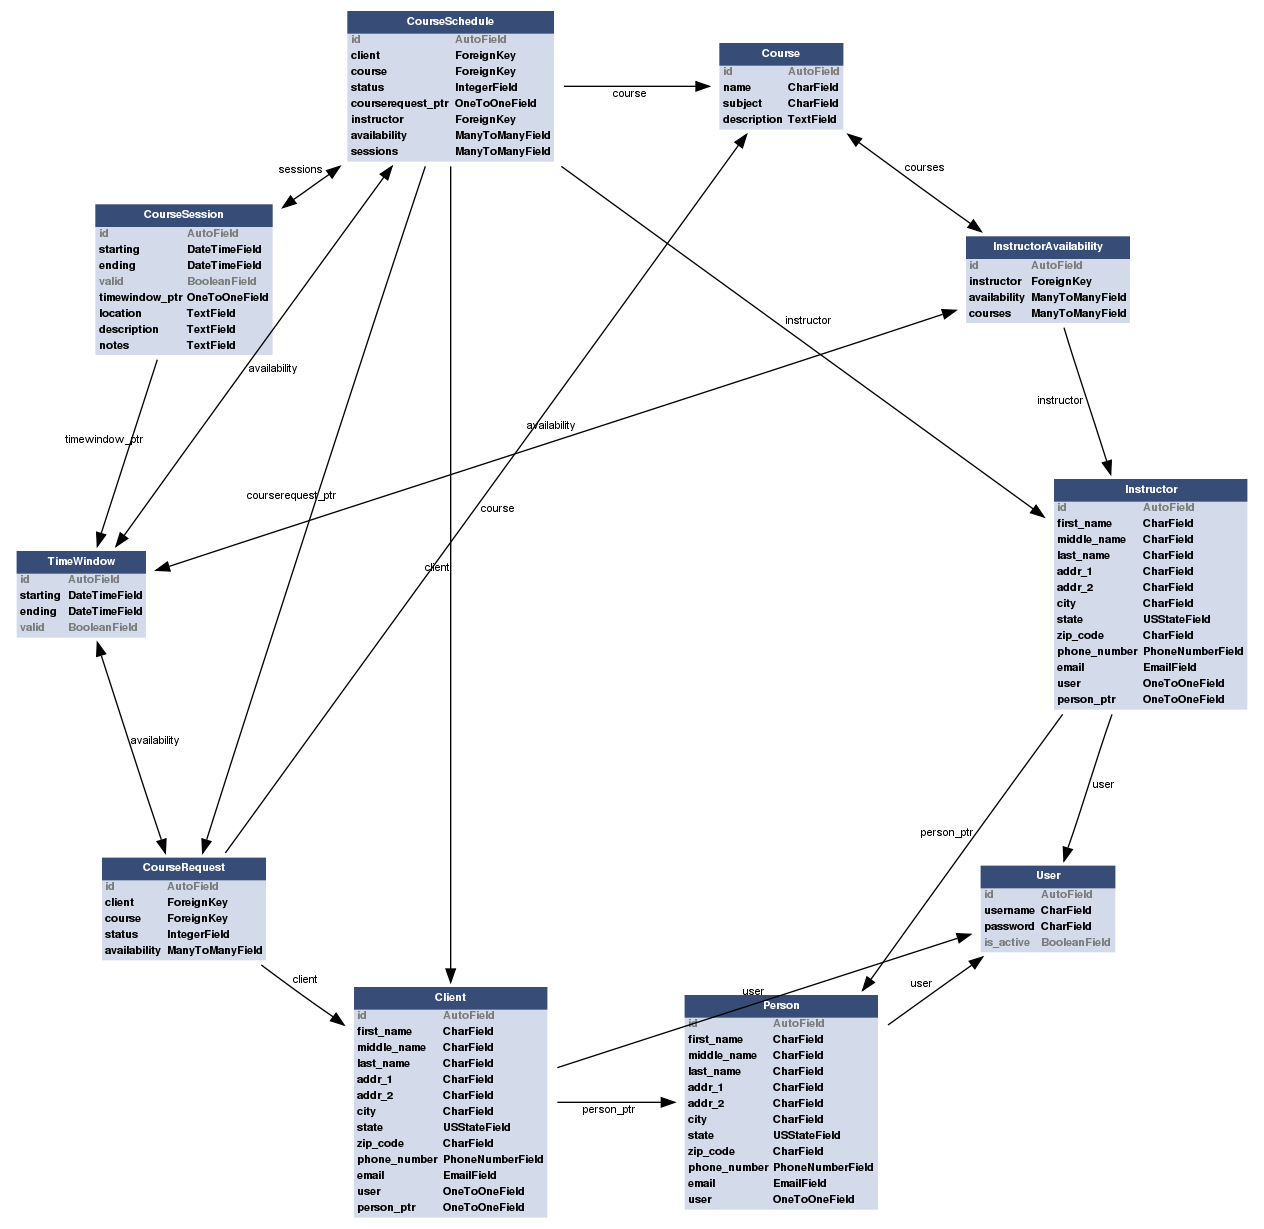 CourseSchedule
id AutoField
client ForeignKey
course ForeignKey
status IntegerField
courserequest_ptr OneToOneField
instructor ForeignKey
availability ManyToManyField
sessions ManyToManyField
Course
id AutoField
name CharField
subject CharField
description TextField
course
sessions
courses
CourseSession
id AutoField
starting DateTimeField
ending DateTimeField
valid BooleanField
timewindow_ptr OneToOneField
location TextField
description TextField
notes TextField
InstructorAvailability
id AutoField
instructor ForeignKey
availability ManyToManyField
courses ManyToManyField
instructor
availability
instructor
availability
timewindow_ptr
courserequest_ptr
course
client
Instructor
id AutoField
first_name CharField
middle_name CharField
last_name CharField
addr_1 CharField
addr_2 CharField
city CharField
state USStateField
zip_code CharField
phone_number PhoneNumberField
email EmailField
user OneToOneField
person_ptr OneToOneField
TimeWindow
id AutoField
starting DateTimeField
ending DateTimeField
valid BooleanField
availability
user
person_ptr
CourseRequest
id AutoField
client ForeignKey
course ForeignKey
status IntegerField
availability ManyToManyField
User
id AutoField
username CharField
password CharField
is_active BooleanField
client
user
user
Client
id AutoField
first_name CharField
middle_name CharField
last_name CharField
addr_1 CharField
addr_2 CharField
city CharField
state USStateField
zip_code CharField
phone_number PhoneNumberField
email EmailField
user OneToOneField
person_ptr OneToOneField
person_ptr
Person
id AutoField
first_name CharField
middle_name CharField
last_name CharField
addr_1 CharField
addr_2 CharField
city CharField
state USStateField
zip_code CharField
phone_number PhoneNumberField
email EmailField
user OneToOneField